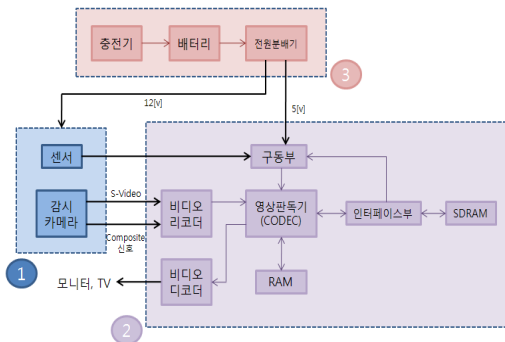 충전기
배터리
전원분배기
3
12[v]
5[v]
센서
구동부
감시
카메라
S-Video
Composite
신호
비디오
리코더
영상판독기
(CODEC)
인터페이스부
SDRAM
1
모니터, TV
비디오
디코더
RAM
2